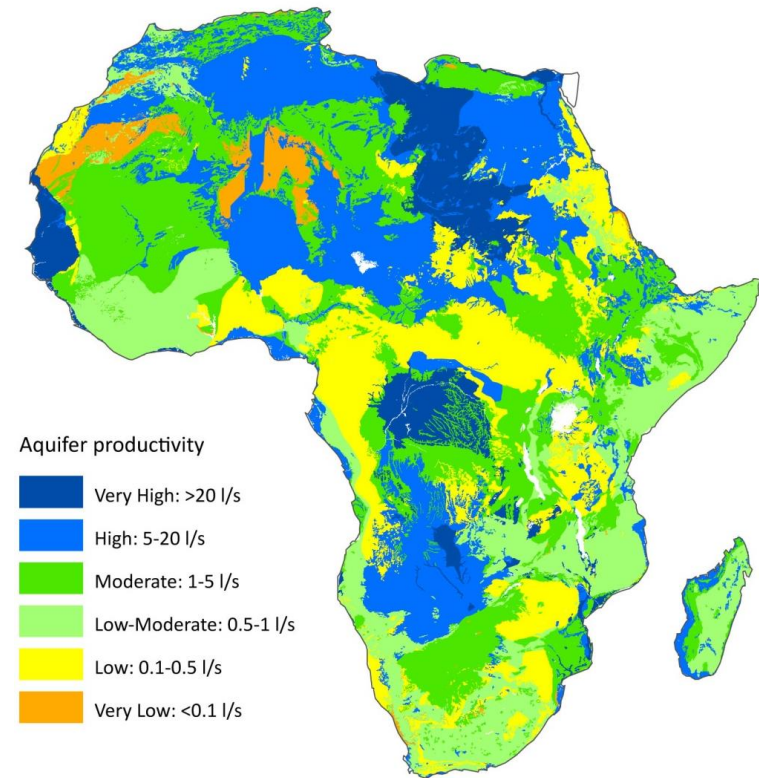 Aquifer productivity
Very High: >20 l/s
High: 5-20 l/s
Moderate: 1-5 l/s
Low-Moderate: 0.5-1 l/s
Low: 0.1-0.5 l/s
Very Low: <0.1 l/s